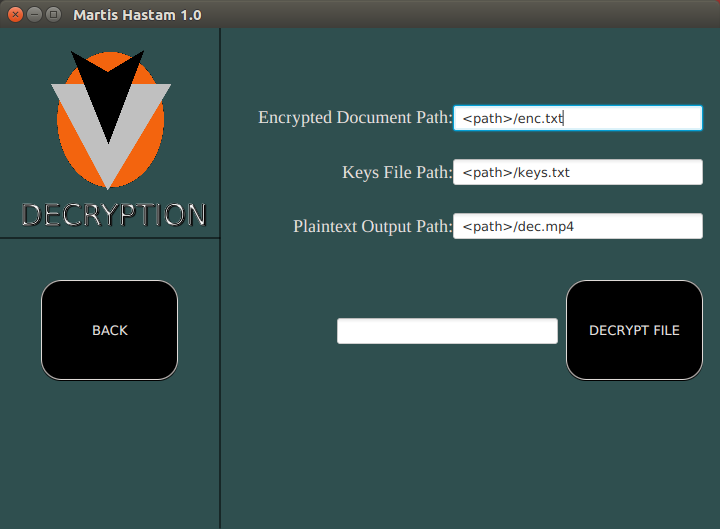 Martis Hastam 1.0
DECRYPTION
Encrypted Document Path: <path>/enc.txt
Keys File Path: <path>/keys.txt
Plaintext Output Path: <path>/dec.mp4
BACK
DECRYPT FILE